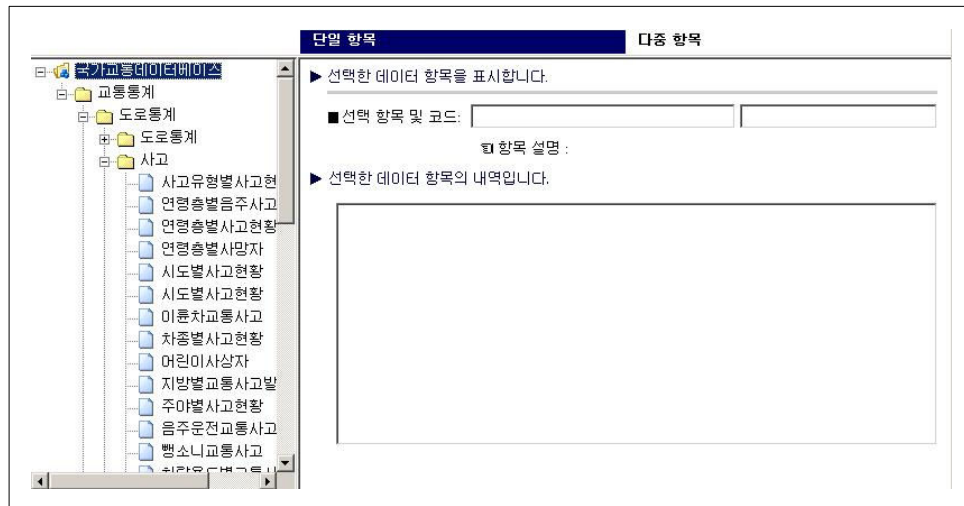 단일 항목
다중 항목
국가교통데이터베이스
교통통계
도로통계
도로통계
사고
사고유형별사고현
연령층별음주사고
연령층별사고현황
연령층별사망자
시도별사고현황
시도별사고현황
이륜차교통사고
차종별사고현황
어린이사상자
지방별교통사고발
주야별사고현황
음주운전교통사고
뺑소니교통사고
▶ 선택한 데이터 항목을 표시합니다.
■선택 항목 및 코드:
항목 설명 :
▶ 선택한 데이터 항목의 내역입니다.